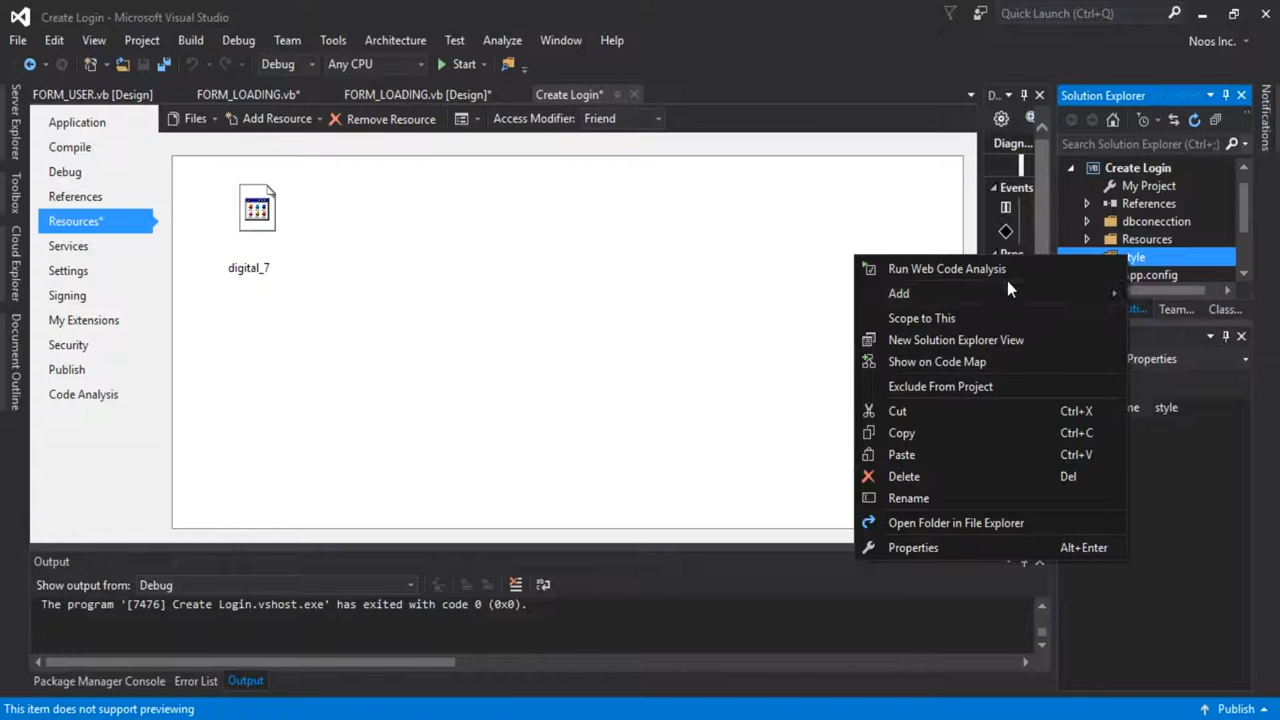 Create Login - Microsoft Visual Studio
Quick Launch (Ctrl+Q)
File Edit View Project Build Debug Team Tools Architecture Test Analyze Window Help
Noos Inc.
Debug Any CPU Start
FORM_USER.vb [Design] FORM_LOADING.vb* FORM_LOADING.vb [Design]* Create Login*
D..
Solution Explorer
Server Explorer
Toolbox
Cloud Explorer
Document Outline
Notifications
Application
Compile
Debug
References
Resources*
Services
Settings
Signing
My Extensions
Security
Publish
Code Analysis
Files Add Resource Remove Resource Access Modifier: Friend
digital_7
Diagn...
Events
Search Solution Explorer (Ctrl+;)
Create Login
My Project
References
dbconecction
Resources
tyle
pp.config
Team... Class...
Run Web Code Analysis
Add
Scope to This
New Solution Explorer View
Show on Code Map
Exclude From Project
Cut Ctrl+X
Copy Ctrl+C
Paste Ctrl+V
Delete Del
Rename
Open Folder in File Explorer
Properties Alt+Enter
Properties
me style
Output
Show output from: Debug
The program '[7476] Create Login.vshost.exe' has exited with code 0 (0x0).
Package Manager Console Error List Output
This item does not support previewing
Publish